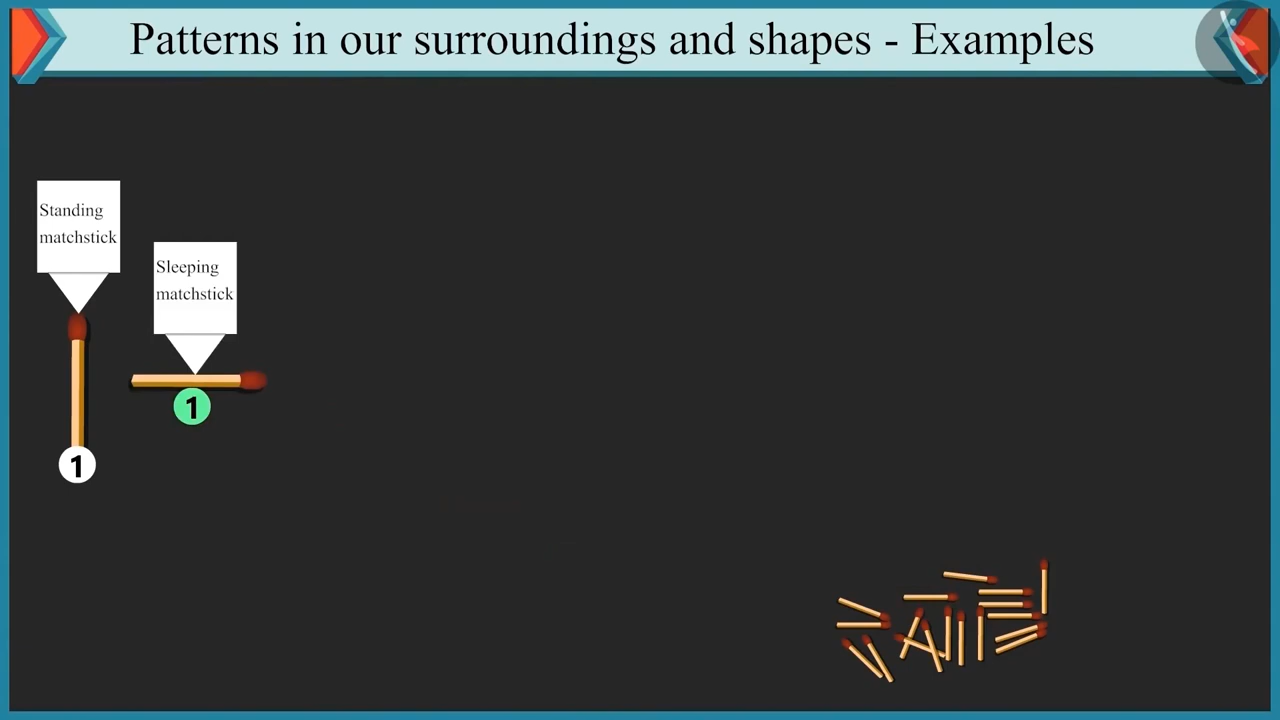 Patterns in our surroundings and shapes - Examples
Standing
matchstick
Sleeping
matchstick
1
1